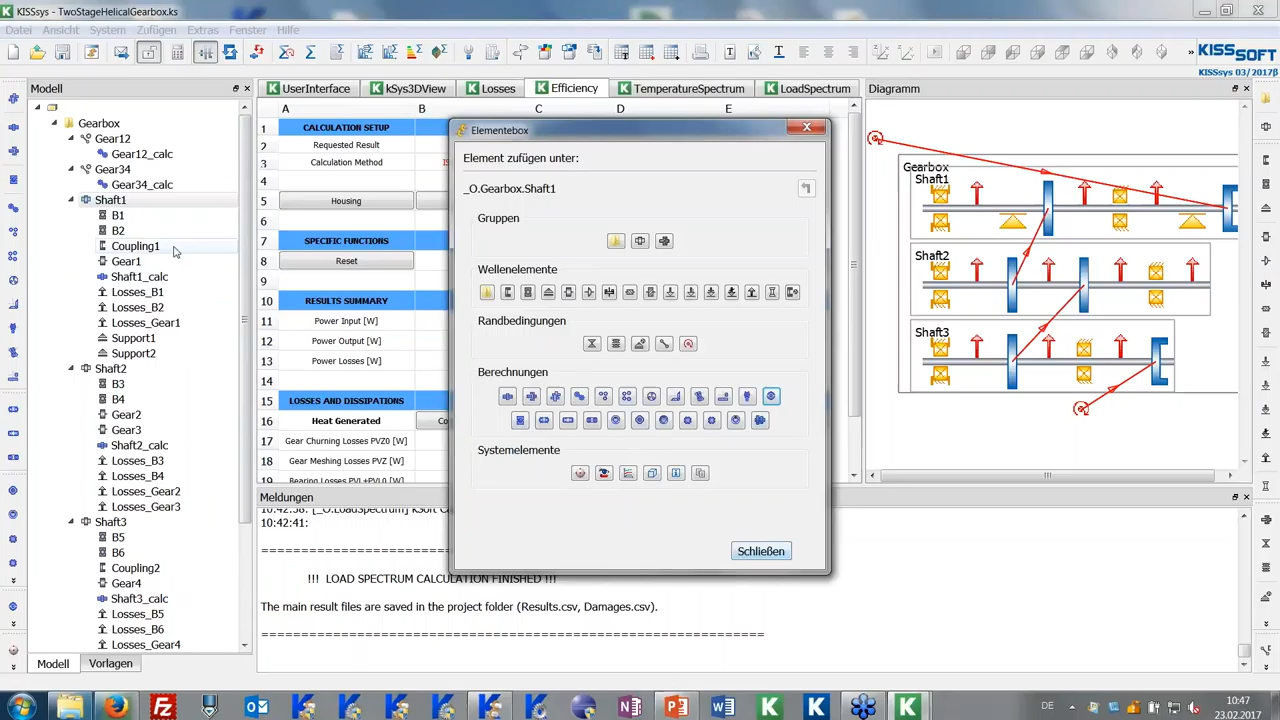 KISSsys - TwoStageHelicalGearbox.ks
Datei Ansicht System Zufügen Extras Fenster Hilfe
KISSSOFT
KISSsys 03/2017β
Modell
Gearbox
Gear12
Gear12_calc
Gear34
Gear34_calc
Shaft1
B1
B2
Coupling1
Gear1
Shaft1_calc
Losses_B1
Losses_B2
Losses_Gear1
Support1
Support2
Shaft2
B3
B4
Gear2
Gear3
Shaft2_calc
Losses_B3
Losses_B4
Losses_Gear2
Losses_Gear3
Shaft3
B5
B6
Coupling2
Gear4
Shaft3_calc
Losses_B5
Losses_B6
Losses_Gear4
Modell Vorlagen
UserInterface kSys3DView Losses Efficiency TemperatureSpectrum LoadSpectrum
A B C D E
1 CALCULATION SETUP
2 Requested Result
3 Calculation Method
4
5 Housing
6
7 SPECIFIC FUNCTIONS
8 Reset
9
10 RESULTS SUMMARY
11 Power Input [W]
12 Power Output [W]
13 Power Losses [W]
14
15 LOSSES AND DISSIPATIONS
16 Heat Generated
17 Gear Churning Losses PVZ0 [W]
18 Gear Meshing Losses PVZ [W]
19 Bearing Losses PVL+PVL0 [W]
Elementebox
Element zufügen unter:
_O.Gearbox.Shaft1
Gruppen
Wellenelemente
Randbedingungen
Berechnungen
Systemelemente
Schließen
Diagramm
Gearbox
Shaft1
Shaft2
Shaft3
Meldungen
10:42:41:
!!! LOAD SPECTRUM CALCULATION FINISHED !!!
The main result files are saved in the project folder (Results.csv, Damages.csv).
DE
10:47
23.02.2017